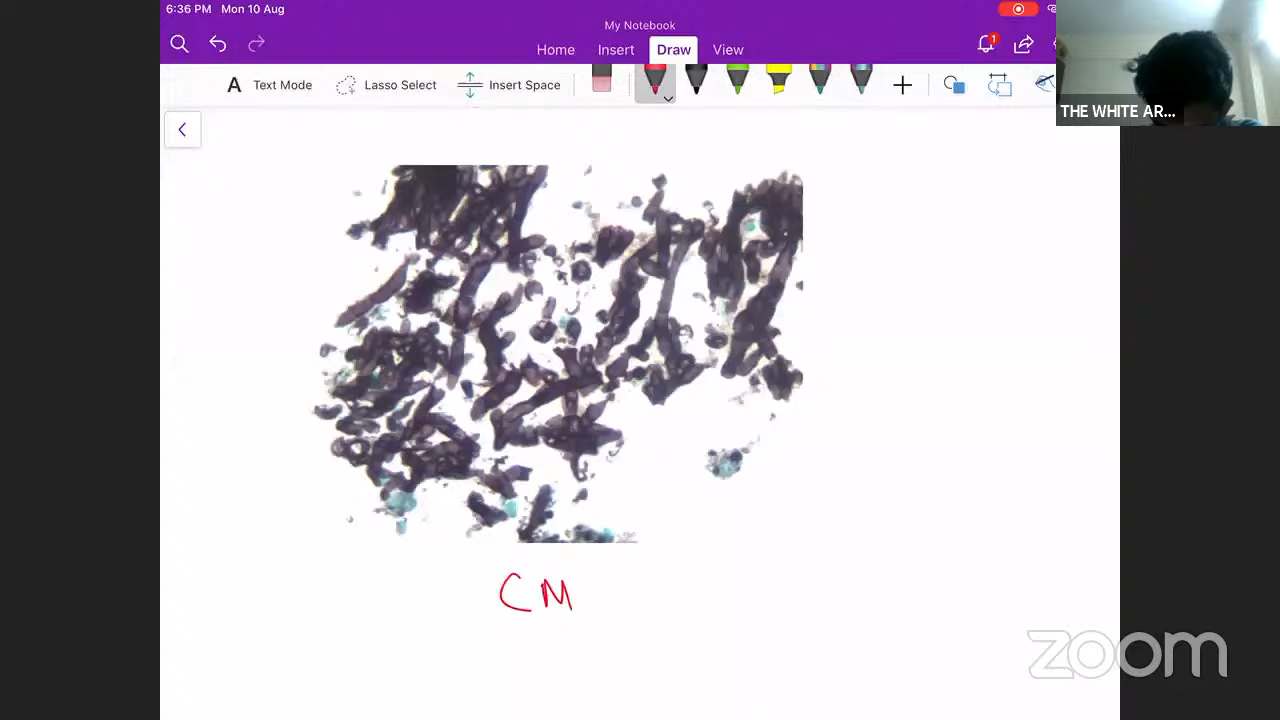 6:36 PM Mon 10 Aug
My Notebook
1
Home Insert Draw View
A Text Mode Lasso Select Insert Space
THE WHITE AR...
CM
zoom